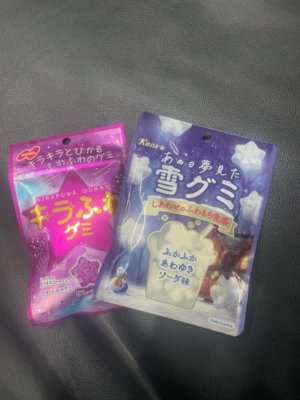 キラキラとひかる
ふわふわのグミ
KIRAFUWA GUMMY
キラふわ
グミ
Kanro
あの日夢見た
雪グミ
しあわせのふわもち食感
ふかふか
あわゆき
ソーダ味